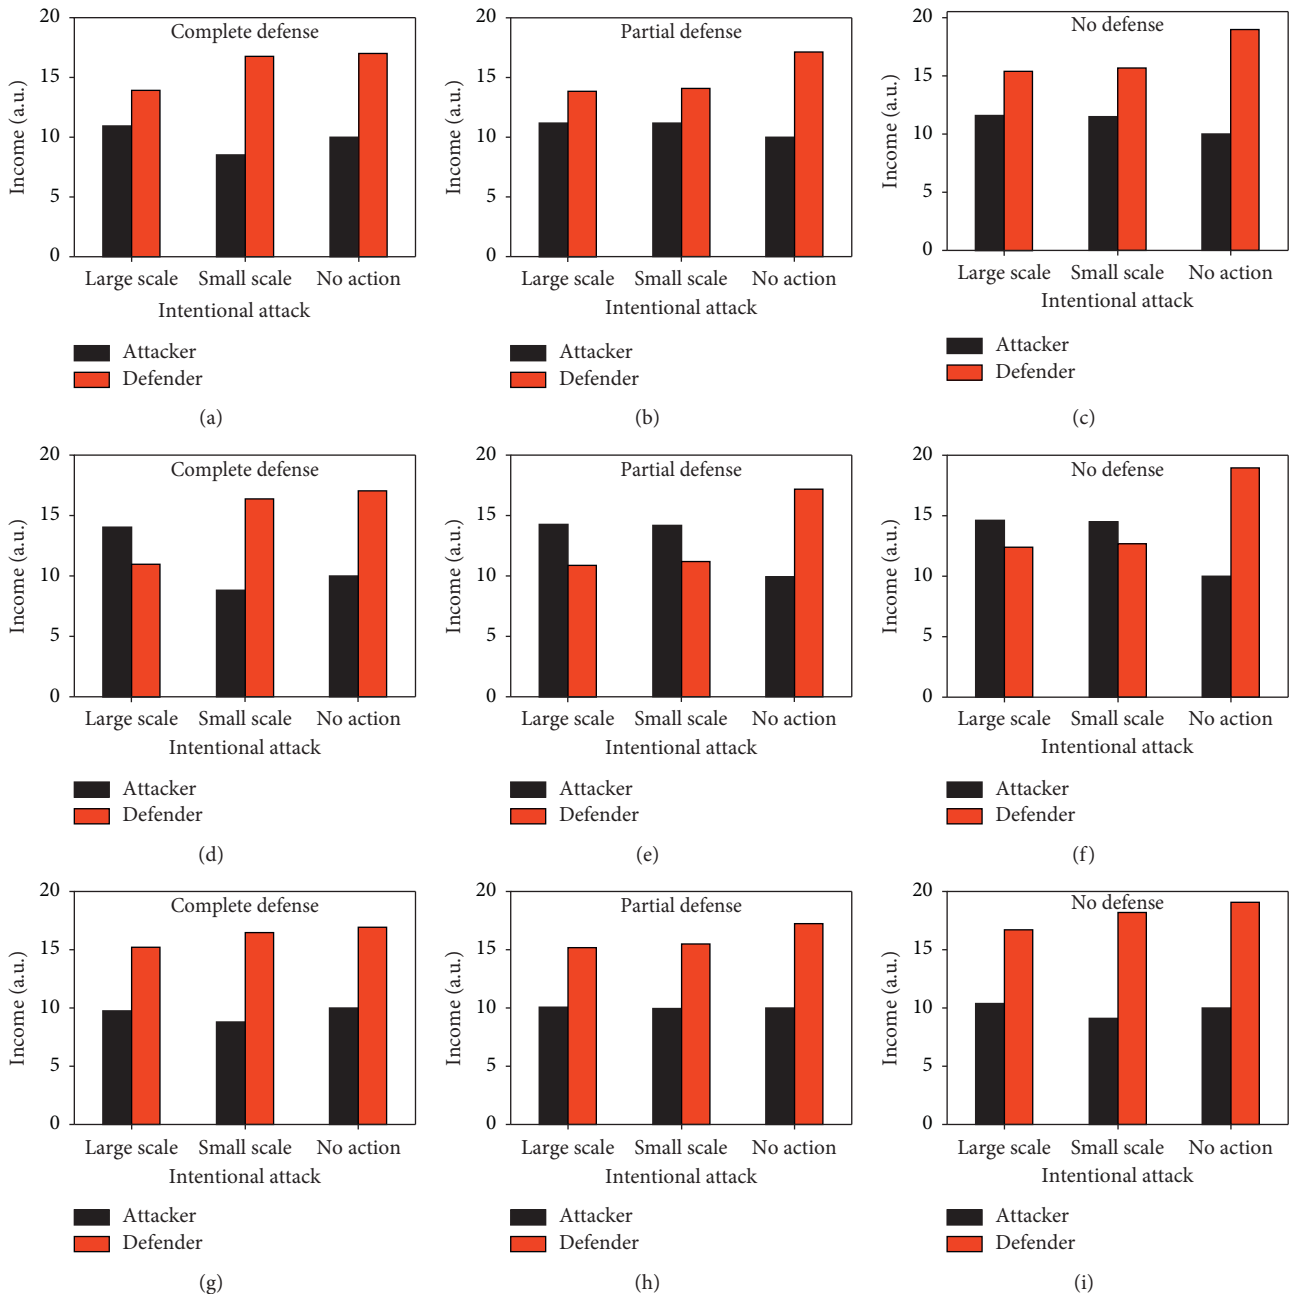 Complete defense
Income (a.u.)
20
15
10
5
0
Large scale
Small scale
No action
Intentional attack
Attacker
Defender
(a)
Partial defense
Income (a.u.)
20
15
10
5
0
Large scale
Small scale
No action
Intentional attack
Attacker
Defender
(b)
No defense
Income (a.u.)
20
15
10
5
0
Large scale
Small scale
No action
Intentional attack
Attacker
Defender
(c)
Complete defense
Income (a.u.)
20
15
10
5
0
Large scale
Small scale
No action
Intentional attack
Attacker
Defender
(d)
Partial defense
Income (a.u.)
20
15
10
5
0
Large scale
Small scale
No action
Intentional attack
Attacker
Defender
(e)
No defense
Income (a.u.)
20
15
10
5
0
Large scale
Small scale
No action
Intentional attack
Attacker
Defender
(f)
Complete defense
Income (a.u.)
20
15
10
5
0
Large scale
Small scale
No action
Intentional attack
Attacker
Defender
(g)
Partial defense
Income (a.u.)
20
15
10
5
0
Large scale
Small scale
No action
Intentional attack
Attacker
Defender
(h)
No defense
Income (a.u.)
20
15
10
5
0
Large scale
Small scale
No action
Intentional attack
Attacker
Defender
(i)